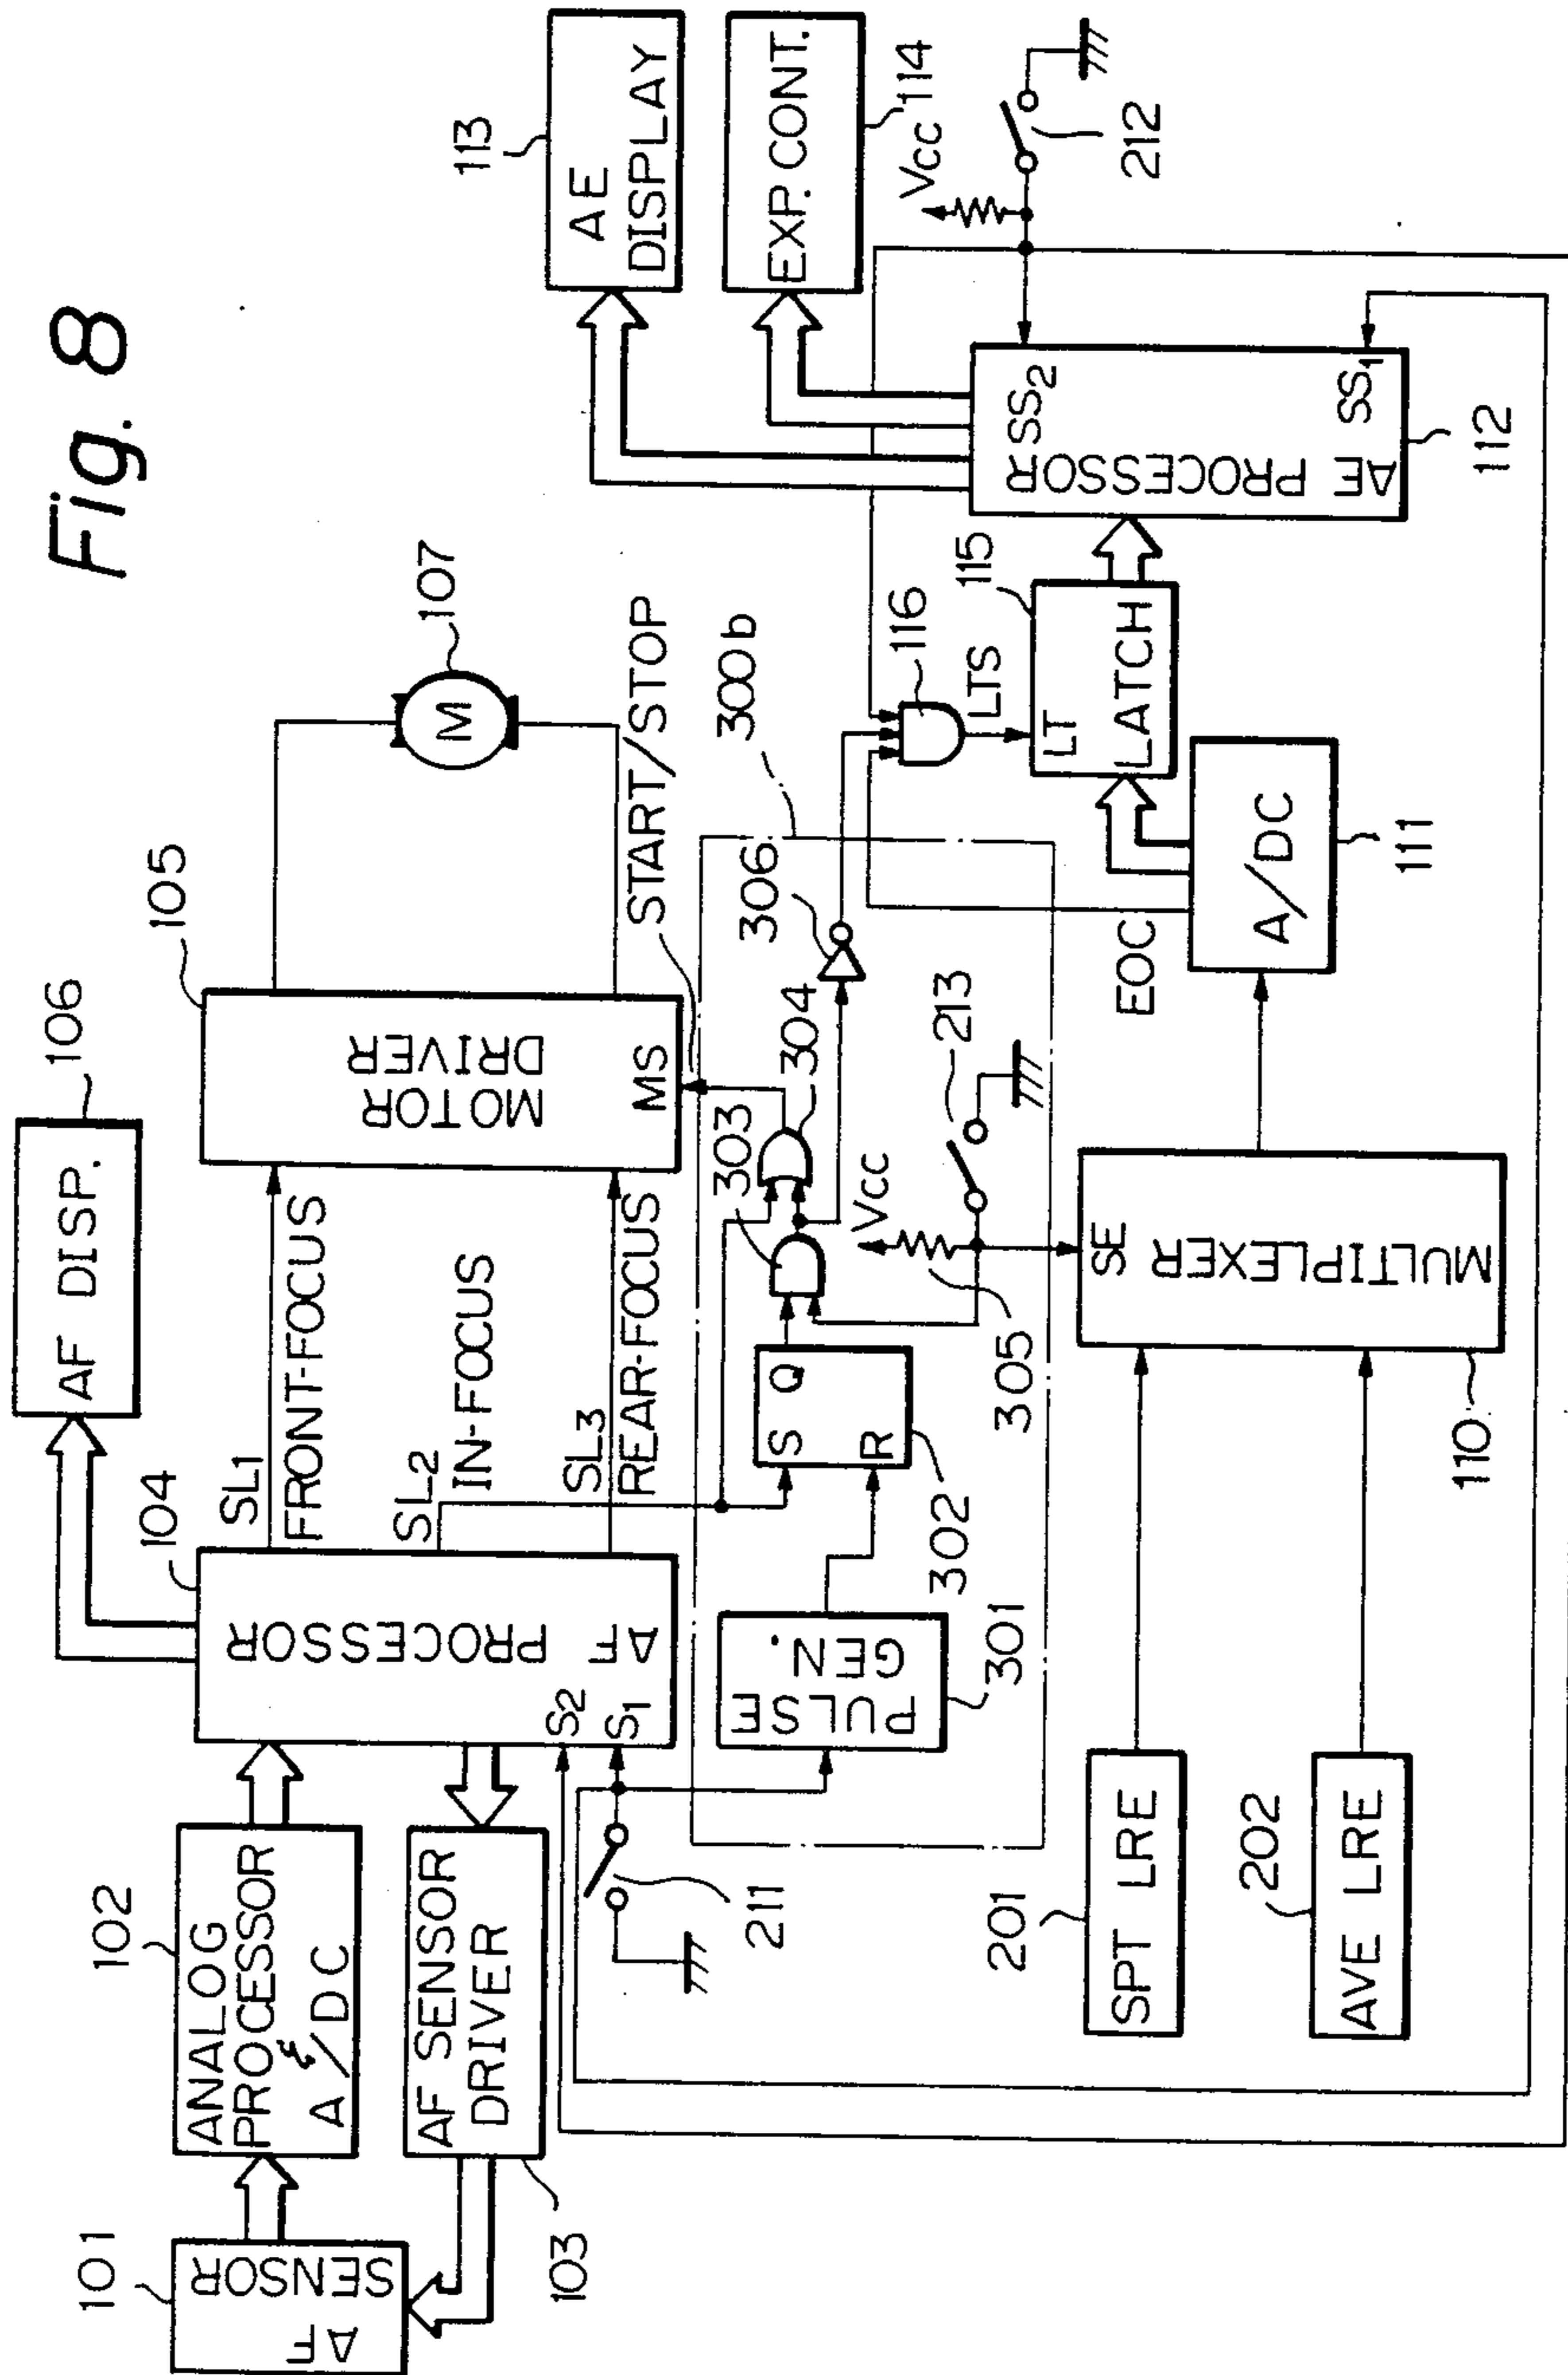 Fig. 8
101
AF
SENSOR
102
ANALOG
PROCESSOR
&
A/DC
103
AF SENSOR
DRIVER
104
AF
PROCESSOR
S2
S1
SL1
FRONT-FOCUS
SL2
IN-FOCUS
SL3
REAR-FOCUS
AF DISP.
106
105
MOTOR
DRIVER
MS
START/STOP
M
107
211
PULSE
GEN.
301
S
Q
R
302
303
304
305
Vcc
213
306
300b
201
SPT LRE
202
AVE LRE
SE
MULTIPLEXER
110
A/DC
111
EOC
116
LTS
LT
LATCH
115
AE PROCESSOR
SS2
SS1
112
AE
DISPLAY
113
EXP. CONT.
114
Vcc
212